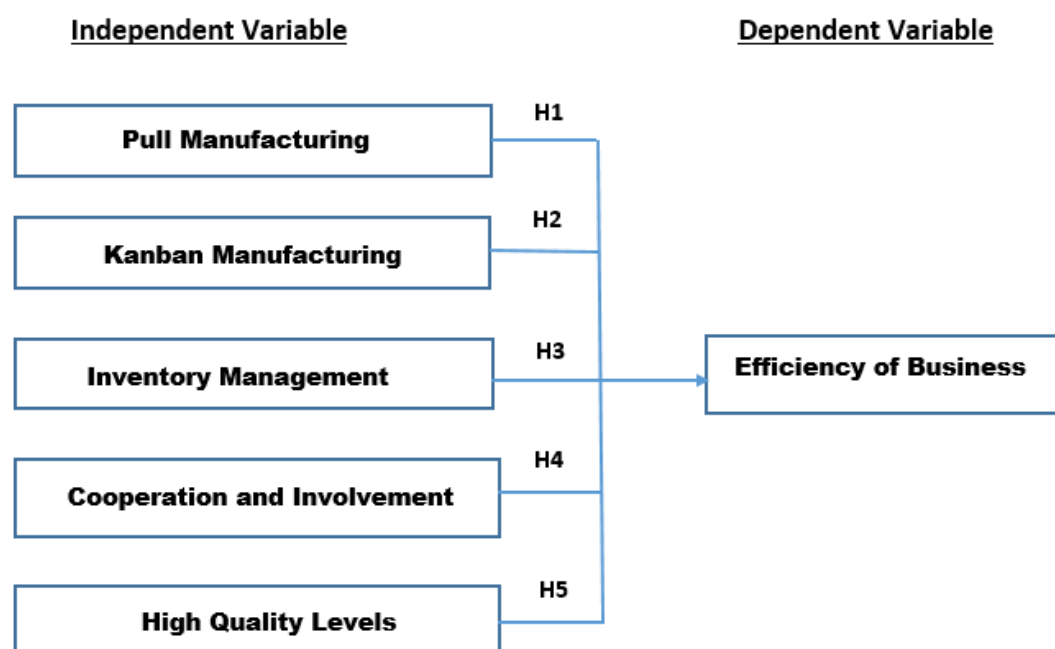 Independent Variable
Dependent Variable
H1
Pull Manufacturing
H2
Kanban Manufacturing
H3
Inventory Management
Efficiency of Business
H4
Cooperation and Involvement
H5
High Quality Levels